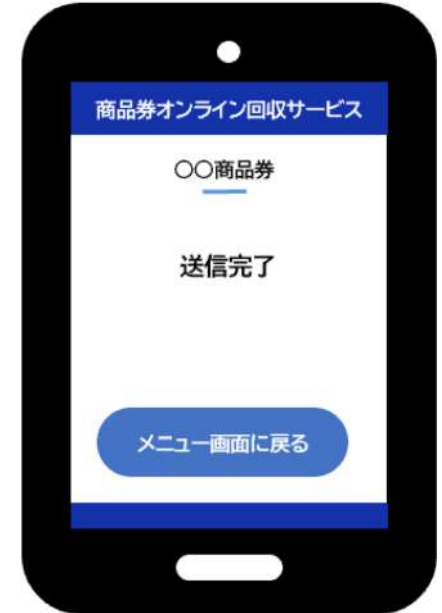 商品券オンライン回収サービス
〇〇商品券
送信完了
メニュー画面に戻る